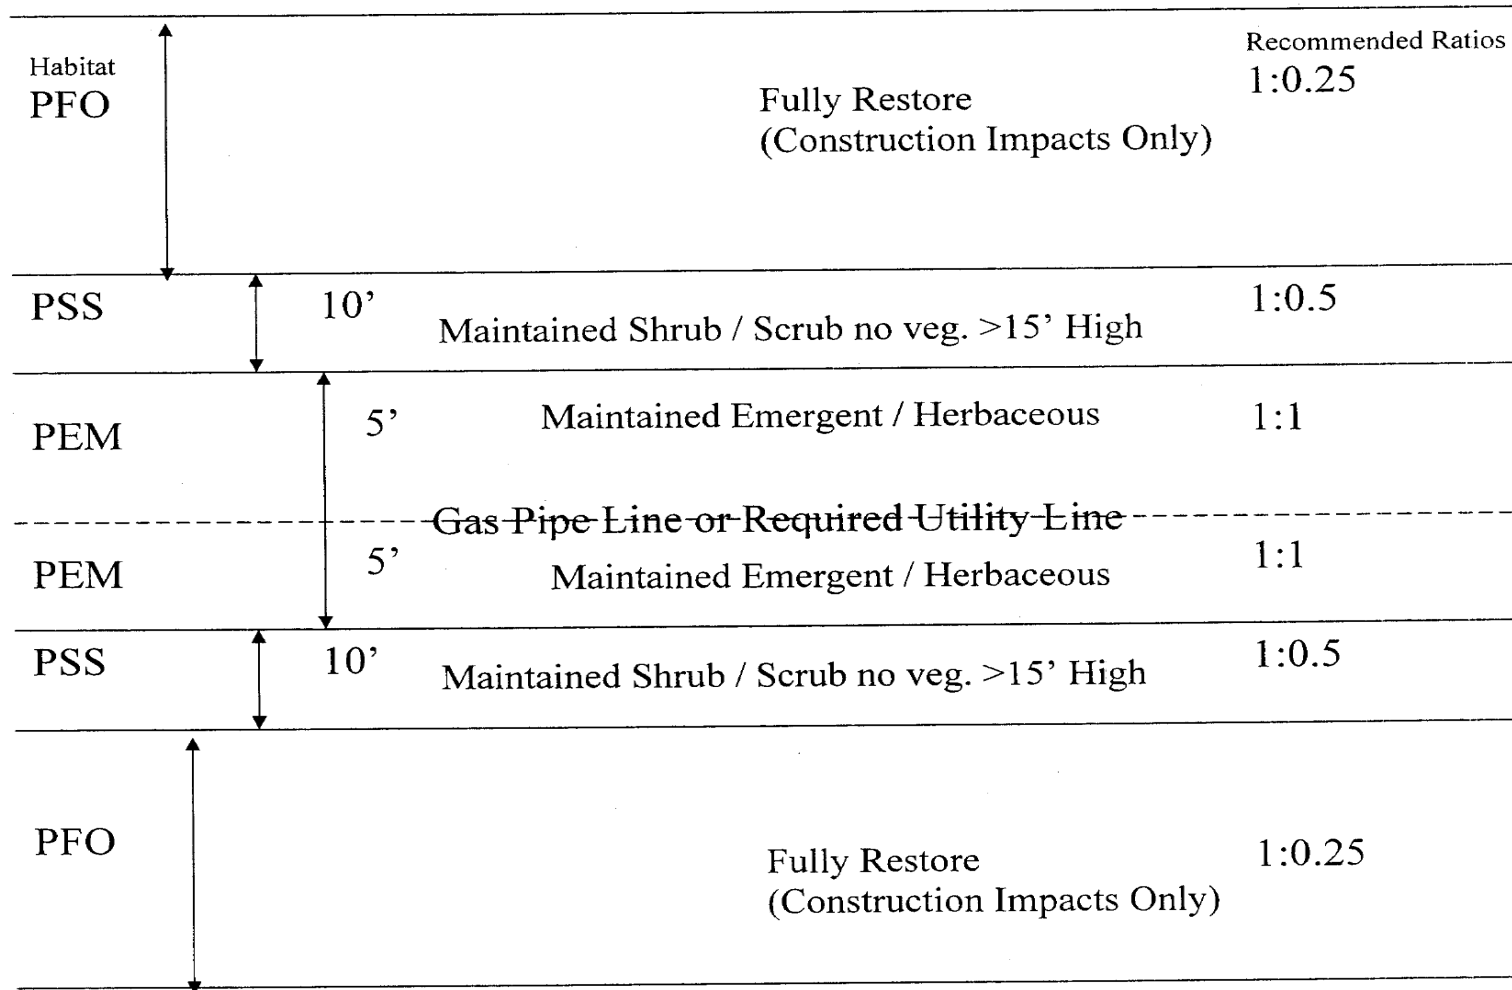 Recommended Ratios
Habitat
PFO
Fully Restore
(Construction Impacts Only)
1:0.25
PSS 10’ Maintained Shrub / Scrub no veg. >15’ High 1:0.5
PEM 5’ Maintained Emergent / Herbaceous 1:1
Gas Pipe Line or Required Utility Line
PEM 5’ Maintained Emergent / Herbaceous 1:1
PSS 10’ Maintained Shrub / Scrub no veg. >15’ High 1:0.5
PFO
Fully Restore
(Construction Impacts Only)
1:0.25